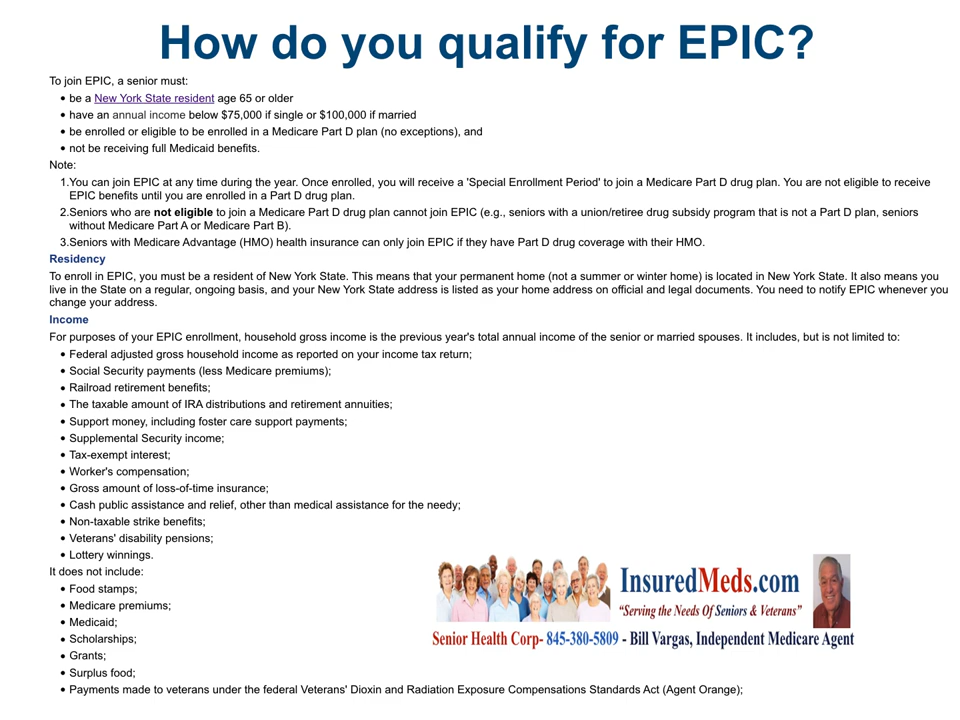 How do you qualify for EPIC?
To join EPIC, a senior must:
• be a New York State resident age 65 or older
• have an annual income below $75,000 if single or $100,000 if married
• be enrolled or eligible to be enrolled in a Medicare Part D plan (no exceptions), and
• not be receiving full Medicaid benefits.
Note:
1.You can join EPIC at any time during the year. Once enrolled, you will receive a 'Special Enrollment Period' to join a Medicare Part D drug plan. You are not eligible to receive
EPIC benefits until you are enrolled in a Part D drug plan.
2.Seniors who are not eligible to join a Medicare Part D drug plan cannot join EPIC (e.g., seniors with a union/retiree drug subsidy program that is not a Part D plan, seniors
without Medicare Part A or Medicare Part B).
3.Seniors with Medicare Advantage (HMO) health insurance can only join EPIC if they have Part D drug coverage with their HMO.
Residency
To enroll in EPIC, you must be a resident of New York State. This means that your permanent home (not a summer or winter home) is located in New York State. It also means you
live in the State on a regular, ongoing basis, and your New York State address is listed as your home address on official and legal documents. You need to notify EPIC whenever you
change your address.
Income
For purposes of your EPIC enrollment, household gross income is the previous year's total annual income of the senior or married spouses. It includes, but is not limited to:
• Federal adjusted gross household income as reported on your income tax return;
• Social Security payments (less Medicare premiums);
• Railroad retirement benefits;
• The taxable amount of IRA distributions and retirement annuities;
• Support money, including foster care support payments;
• Supplemental Security income;
• Tax-exempt interest;
• Worker's compensation;
• Gross amount of loss-of-time insurance;
• Cash public assistance and relief, other than medical assistance for the needy;
• Non-taxable strike benefits;
• Veterans' disability pensions;
• Lottery winnings.
It does not include:
• Food stamps;
• Medicare premiums;
• Medicaid;
• Scholarships;
• Grants;
• Surplus food;
• Payments made to veterans under the federal Veterans' Dioxin and Radiation Exposure Compensations Standards Act (Agent Orange);
InsuredMeds.com
"Serving the Needs Of Seniors & Veterans"
Senior Health Corp- 845-380-5809 - Bill Vargas, Independent Medicare Agent